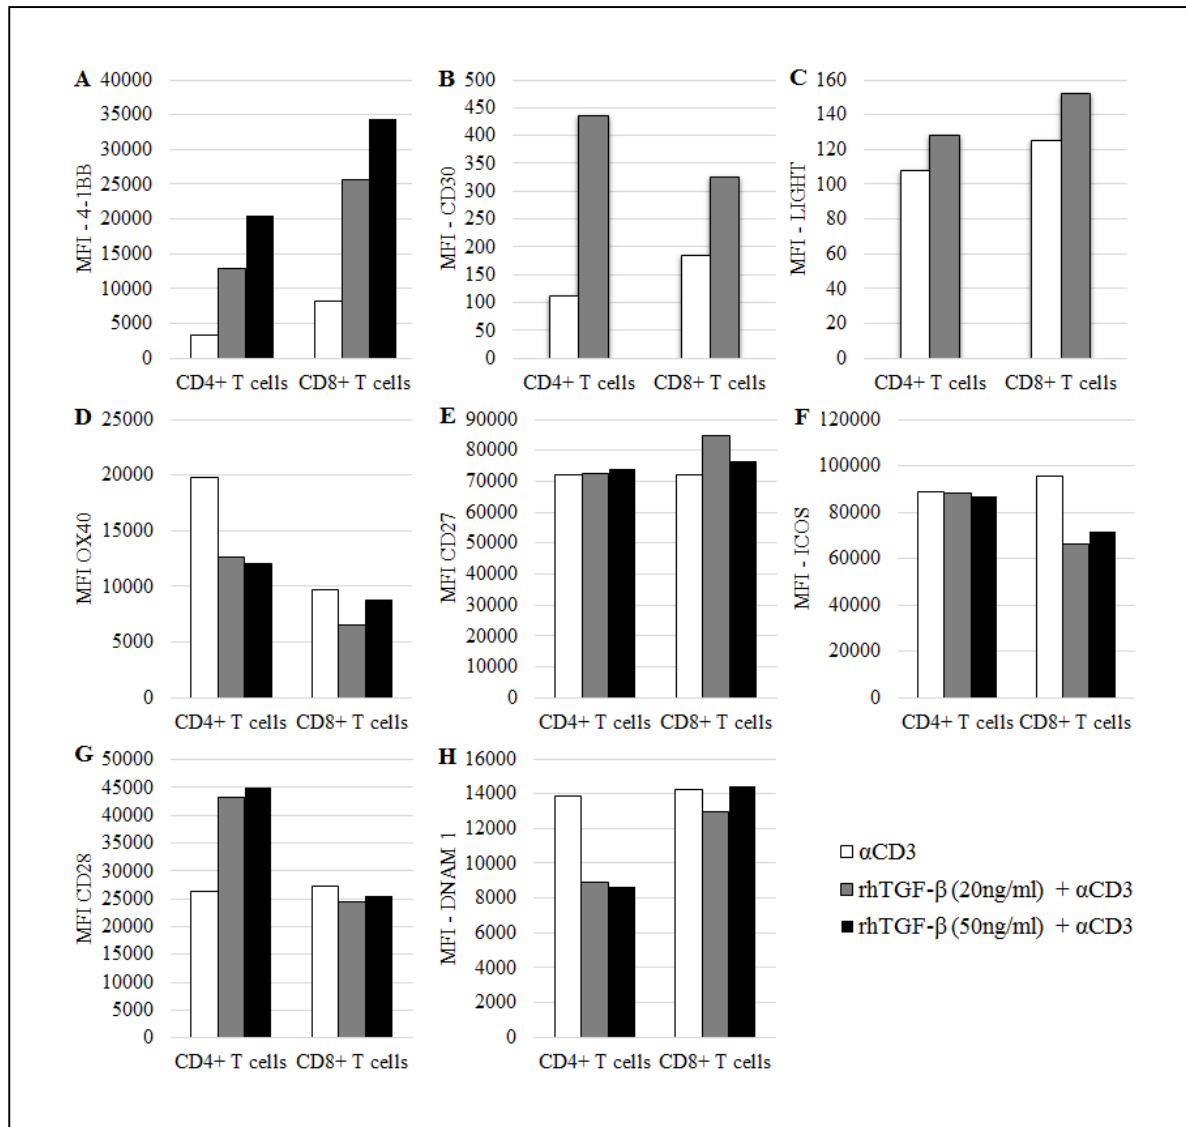 A
MFI - 4-1BB
40000
35000
30000
25000
20000
15000
10000
5000
0
CD4+ T cells CD8+ T cells
B
MFI - CD30
500
450
400
350
300
250
200
150
100
50
0
CD4+ T cells CD8+ T cells
C
MFI - LIGHT
160
140
120
100
80
60
40
20
0
CD4+ T cells CD8+ T cells
D
MFI OX40
25000
20000
15000
10000
5000
0
CD4+ T cells CD8+ T cells
E
MFI CD27
90000
80000
70000
60000
50000
40000
30000
20000
10000
0
CD4+ T cells CD8+ T cells
F
MFI - ICOS
120000
100000
80000
60000
40000
20000
0
CD4+ T cells CD8+ T cells
G
MFI CD28
50000
45000
40000
35000
30000
25000
20000
15000
10000
5000
0
CD4+ T cells CD8+ T cells
H
MFI - DNAM 1
16000
14000
12000
10000
8000
6000
4000
2000
0
CD4+ T cells CD8+ T cells
αCD3
rhTGF-β (20ng/ml) + αCD3
rhTGF-β (50ng/ml) + αCD3